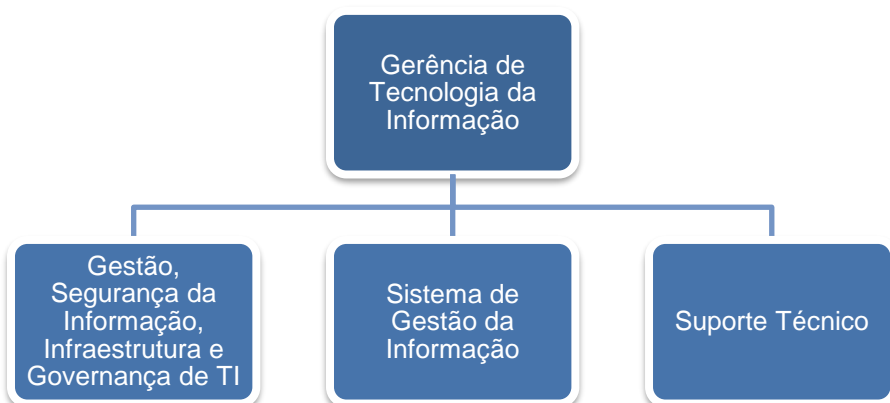 Gerência de
Tecnologia da
Informação
Gestão,
Segurança da
Informação,
Infraestrutura e
Governança de TI
Sistema de
Gestão da
Informação
Suporte Técnico